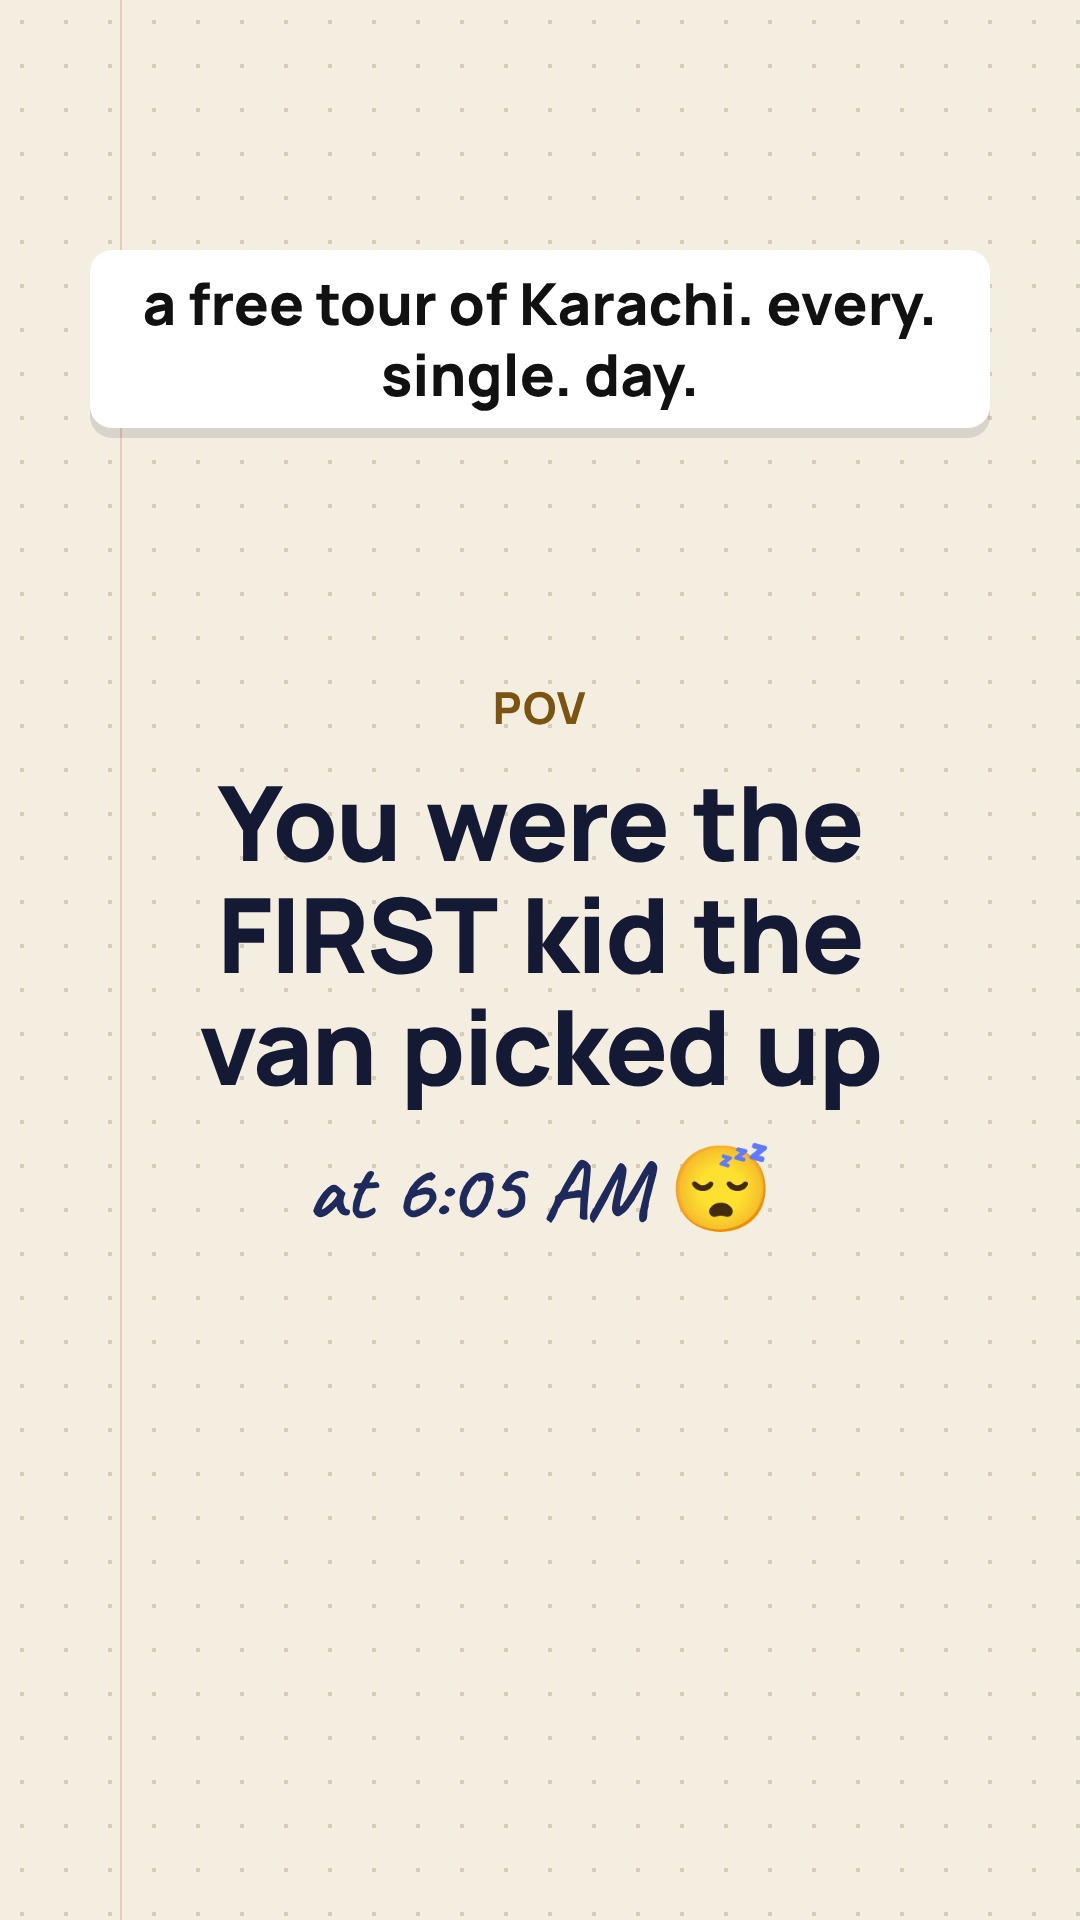 a free tour of Karachi. every.
single. day.
POV
You were the
FIRST kid the
van picked up
at 6:05 AM 😴